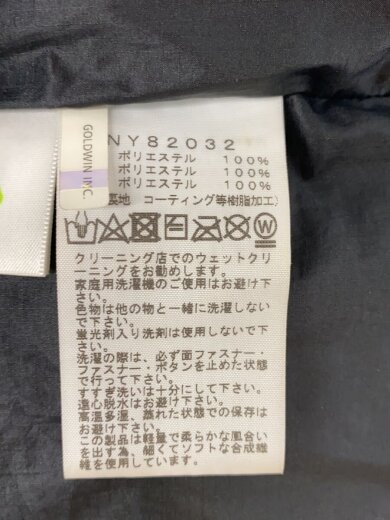 GOLDWIN INC.
NY82032
ポリエステル 100%
ポリエステル 100%
ポリエステル 100%
裏地 コーティング等樹脂加工)
W
クリーニング店でのウェットクリ
ーニングをお勧めします。
家庭用洗濯機のご使用はお避け下
さい。
色物は他の物と一緒に洗濯しない
で下さい。
蛍光剤入り洗剤は使用しないで下
さい。
洗濯の際は、必ず面ファスナー・
ファスナー・ボタンを止めた状態
で行って下さい。
すすぎ洗いは十分にして下さい。
遠心脱水はお避け下さい。
高温多湿、蒸れた状態での保存は
お避け下さい。
この製品は軽量で柔らかな風合い
を出す為、細くてソフトな合成繊
維を使用しています。